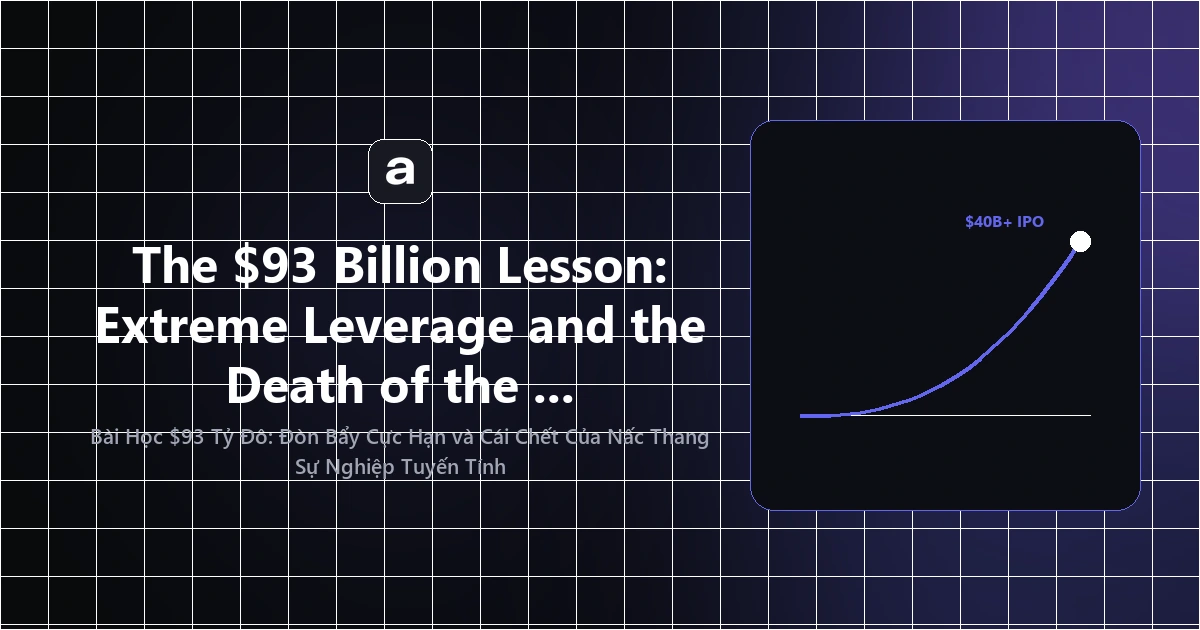 a
The $93 Billion Lesson:
Extreme Leverage and the
Death of the ...
Bài Học $93 Tỷ Đô: Đòn Bẩy Cực Hạn và Cái Chết Của Nấc Thang
Sự Nghiệp Tuyến Tính
$40B+ IPO